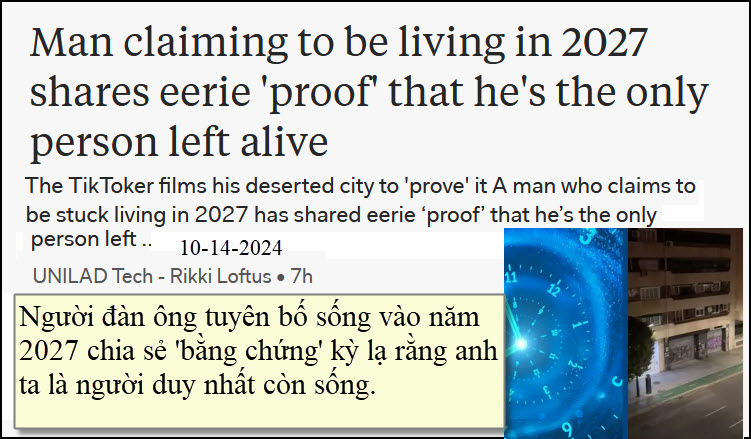 Man claiming to be living in 2027
shares eerie 'proof' that he's the only
person left alive
The TikToker films his deserted city to 'prove' it A man who claims to
be stuck living in 2027 has shared eerie ‘proof’ that he’s the only
person left ..
10-14-2024
UNILAD Tech - Rikki Loftus • 7h
Người đàn ông tuyên bố sống vào năm
2027 chia sẻ 'bằng chứng' kỳ lạ rằng anh
ta là người duy nhất còn sống.
11
12
9